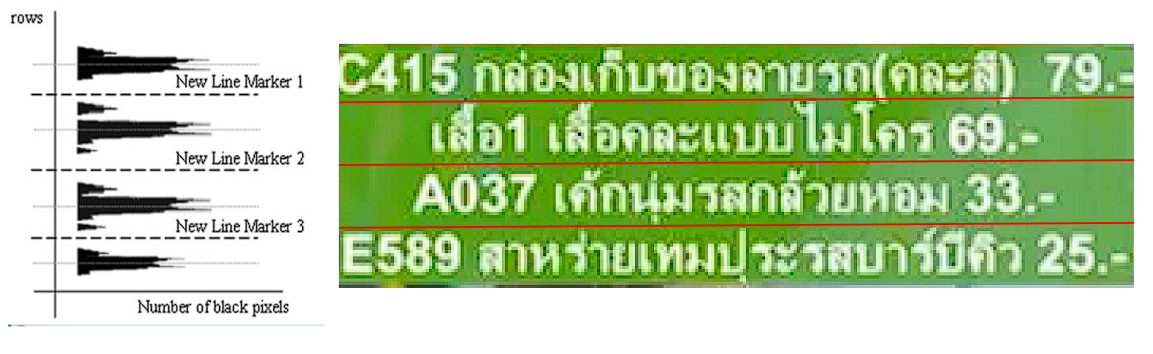 rows
New Line Marker 1
New Line Marker 2
New Line Marker 3
Number of black pixels
C415 กล่องเก็บของลายรถ(คละสี) 79.-
เสื่อ1 เสื่อคละแบบไมโคร 69.-
A037 เค้กนุ่มรสกล้วยหอม 33.-
E589 สาหร่ายเทมปุระรสบาร์บีคิว 25.-